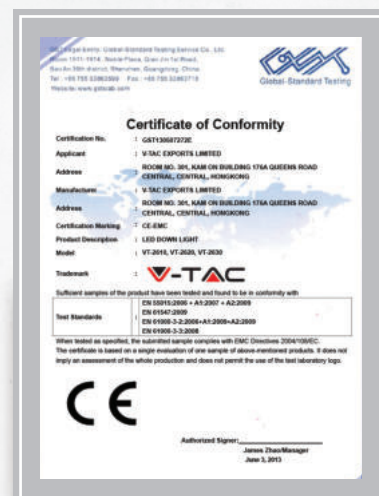 Global-Standard Testing Service Co., Ltd.
GST
Global-Standard Testing
Certificate of Conformity
Certification No. : GST130507272E
Applicant : V-TAC EXPORTS LIMITED
Address : ROOM NO. 301, KAM ON BUILDING 176A QUEENS ROAD
CENTRAL, CENTRAL, HONGKONG
Manufacturer : V-TAC EXPORTS LIMITED
Address : ROOM NO. 301, KAM ON BUILDING 176A QUEENS ROAD
CENTRAL, CENTRAL, HONGKONG
Certification Marking : CE-EMC
Product Description : LED DOWN LIGHT
Model : VT-2610, VT-2620, VT-2630
Trademark : V-TAC
Sufficient samples of the product have been tested and found to be in conformity with
Test Standards :
EN 55015:2006 + A1:2007 + A2:2009
EN 61547:2009
EN 61000-3-2:2006+A1:2009+A2:2009
EN 61000-3-3:2008
When tested as specified, the submitted sample complies with EMC Directives 2004/108/EC.
The certificate is based on a single evaluation of one sample of above-mentioned products. It does not
imply an assessment of the whole production and does not permit the use of the test laboratory logo.
CE
Authorized Signer:
James Zhao/Manager
June 3, 2013